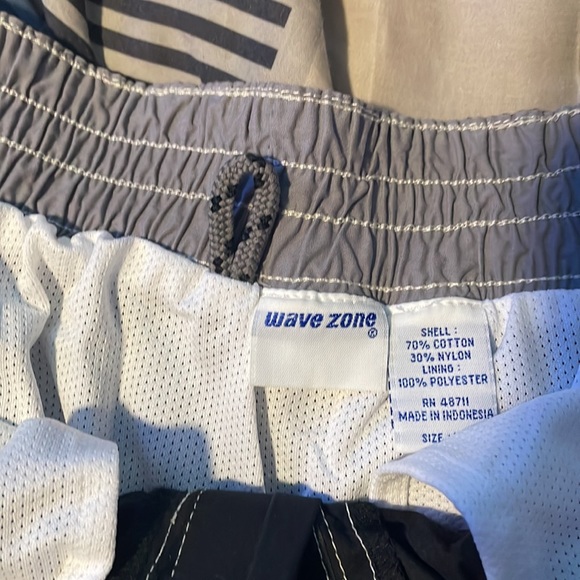 wave zone
®
SHELL :
70% COTTON
30% NYLON
LINING :
100% POLYESTER
RN 48711
MADE IN INDONESIA
SIZE